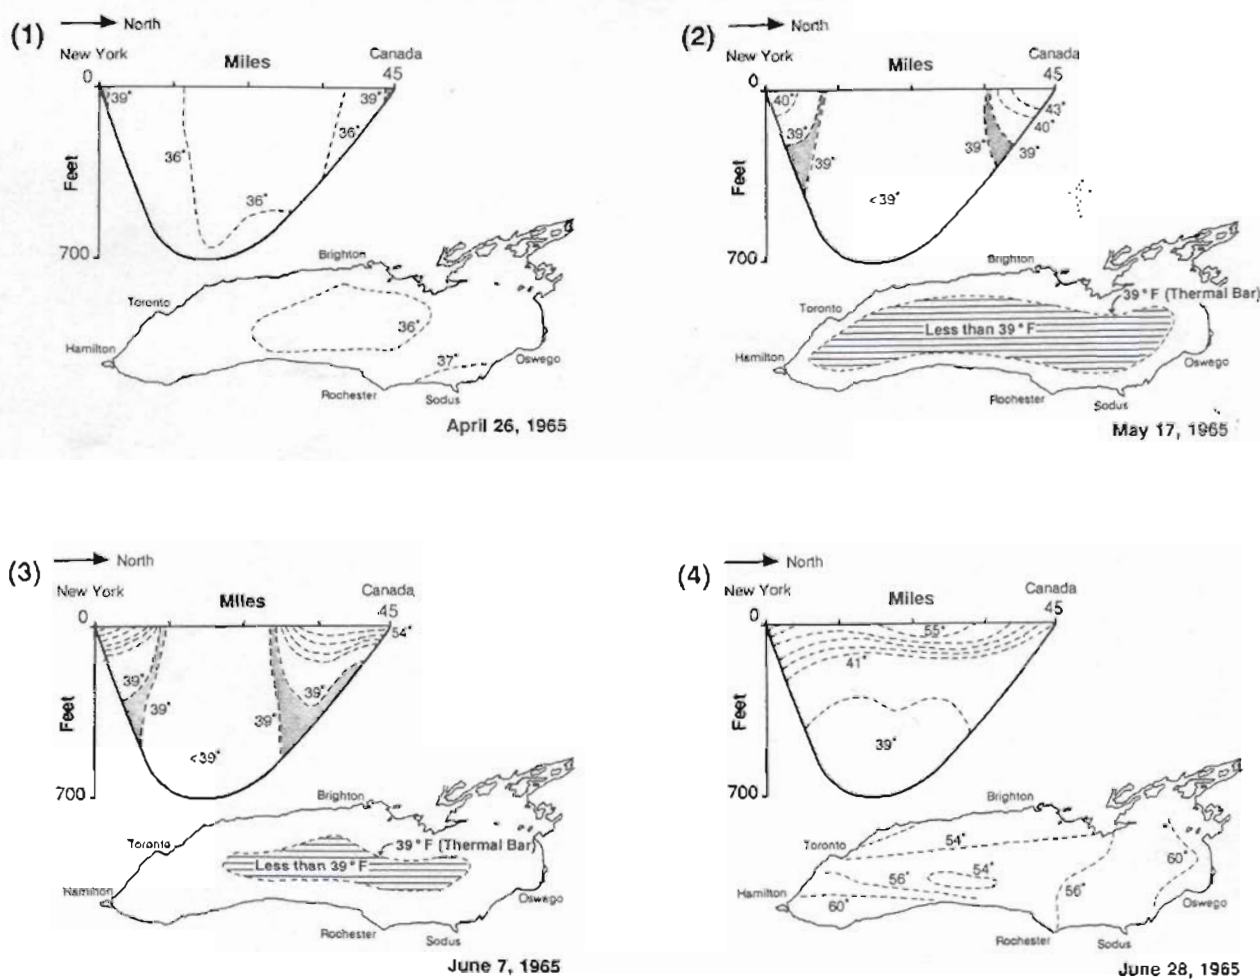 (1)
North
New York
Miles
Canada
0
45
39°
39°
36°
36°
36°
Feet
700
Brighton
Toronto
36°
Hamilton
37°
Oswego
Rochester
Sodus
April 26, 1965
(2)
North
New York
Miles
Canada
0
45
40°
43°
40°
39°
39°
39°
39°
Feet
<39°
700
Brighton
39°F (Thermal Bar)
Toronto
Less than 39°F
Hamilton
Oswego
Rochester
Sodus
May 17, 1965
(3)
North
New York
Miles
Canada
0
45
54°
39°
39°
39°
39°
Feet
<39°
700
Brighton
Toronto
39°F (Thermal Bar)
Less than 39°F
Hamilton
Oswego
Rochester
Sodus
June 7, 1965
(4)
North
New York
Miles
Canada
0
45
55°
41°
Feet
39°
700
Brighton
Toronto
54°
60°
54°
56°
56°
Hamilton
60°
Oswego
Rochester
Sodus
June 28, 1965